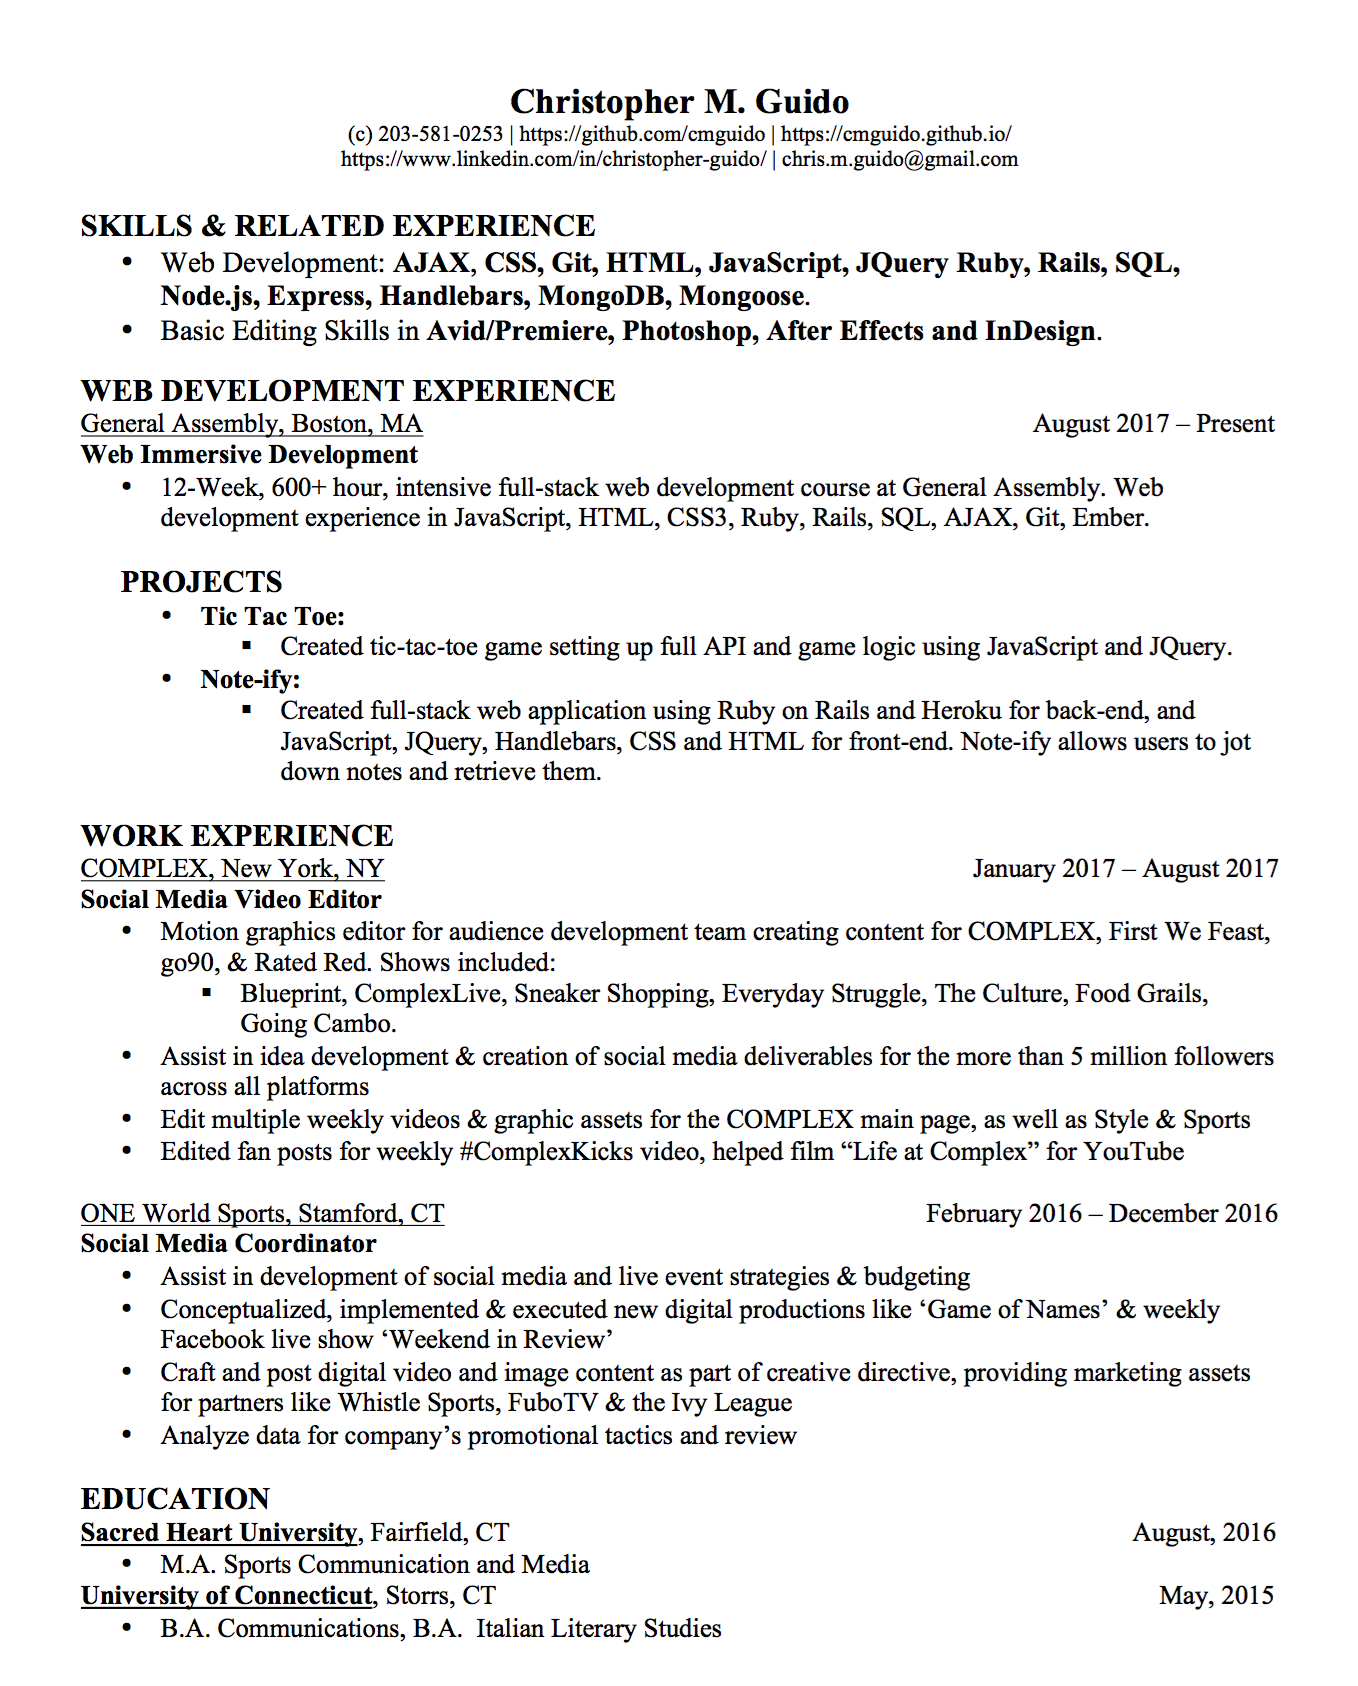 Christopher M. Guido
(c) 203-581-0253 | https://github.com/cmguido | https://cmguido.github.io/
https://www.linkedin.com/in/christopher-guido/ | chris.m.guido@gmail.com
SKILLS & RELATED EXPERIENCE
• Web Development: AJAX, CSS, Git, HTML, JavaScript, JQuery Ruby, Rails, SQL,
Node.js, Express, Handlebars, MongoDB, Mongoose.
• Basic Editing Skills in Avid/Premiere, Photoshop, After Effects and InDesign.
WEB DEVELOPMENT EXPERIENCE
General Assembly, Boston, MA August 2017 – Present
Web Immersive Development
• 12-Week, 600+ hour, intensive full-stack web development course at General Assembly. Web
development experience in JavaScript, HTML, CSS3, Ruby, Rails, SQL, AJAX, Git, Ember.
PROJECTS
• Tic Tac Toe:
▪ Created tic-tac-toe game setting up full API and game logic using JavaScript and JQuery.
• Note-ify:
▪ Created full-stack web application using Ruby on Rails and Heroku for back-end, and
JavaScript, JQuery, Handlebars, CSS and HTML for front-end. Note-ify allows users to jot
down notes and retrieve them.
WORK EXPERIENCE
COMPLEX, New York, NY January 2017 – August 2017
Social Media Video Editor
• Motion graphics editor for audience development team creating content for COMPLEX, First We Feast,
go90, & Rated Red. Shows included:
▪ Blueprint, ComplexLive, Sneaker Shopping, Everyday Struggle, The Culture, Food Grails,
Going Cambo.
• Assist in idea development & creation of social media deliverables for the more than 5 million followers
across all platforms
• Edit multiple weekly videos & graphic assets for the COMPLEX main page, as well as Style & Sports
• Edited fan posts for weekly #ComplexKicks video, helped film “Life at Complex” for YouTube
ONE World Sports, Stamford, CT February 2016 – December 2016
Social Media Coordinator
• Assist in development of social media and live event strategies & budgeting
• Conceptualized, implemented & executed new digital productions like ‘Game of Names’ & weekly
Facebook live show ‘Weekend in Review’
• Craft and post digital video and image content as part of creative directive, providing marketing assets
for partners like Whistle Sports, FuboTV & the Ivy League
• Analyze data for company’s promotional tactics and review
EDUCATION
Sacred Heart University, Fairfield, CT August, 2016
• M.A. Sports Communication and Media
University of Connecticut, Storrs, CT May, 2015
• B.A. Communications, B.A. Italian Literary Studies